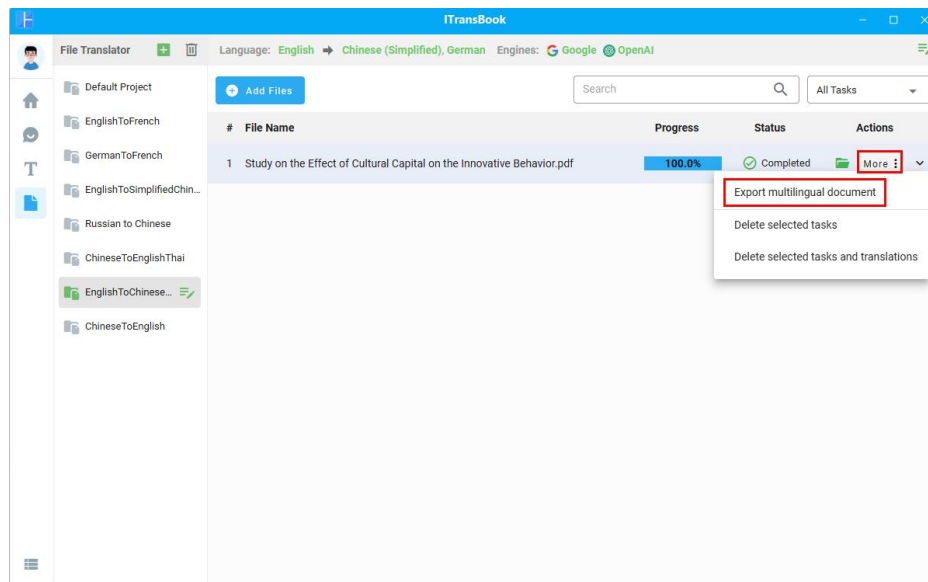 ITransBook
File Translator
Language: English → Chinese (Simplified), German Engines: Google OpenAI
Default Project
EnglishToFrench
GermanToFrench
EnglishToSimplifiedChin...
Russian to Chinese
ChineseToEnglishThai
EnglishToChinese...
ChineseToEnglish
T
Add Files
Search
All Tasks
# File Name Progress Status Actions
1 Study on the Effect of Cultural Capital on the Innovative Behavior.pdf 100.0% Completed More
Export multilingual document
Delete selected tasks
Delete selected tasks and translations